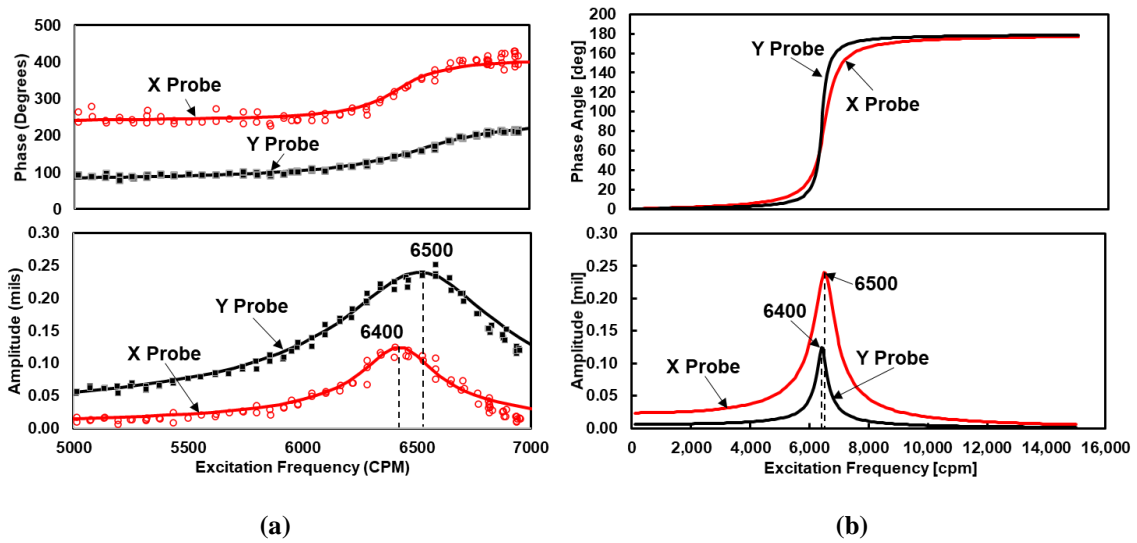 500
400
300
200
100
0
Phase (Degrees)
X Probe
Y Probe
0.30
0.25
0.20
0.15
0.10
0.05
0.00
Amplitude (mils)
6500
Y Probe
6400
X Probe
5000 5500 6000 6500 7000
Excitation Frequency (CPM)
(a)
200
180
160
140
120
100
80
60
40
20
0
Phase Angle [deg]
Y Probe
X Probe
0.30
0.25
0.20
0.15
0.10
0.05
0.00
Amplitude [mil]
6500
6400
X Probe
Y Probe
0 2,000 4,000 6,000 8,000 10,000 12,000 14,000 16,000
Excitation Frequency [cpm]
(b)